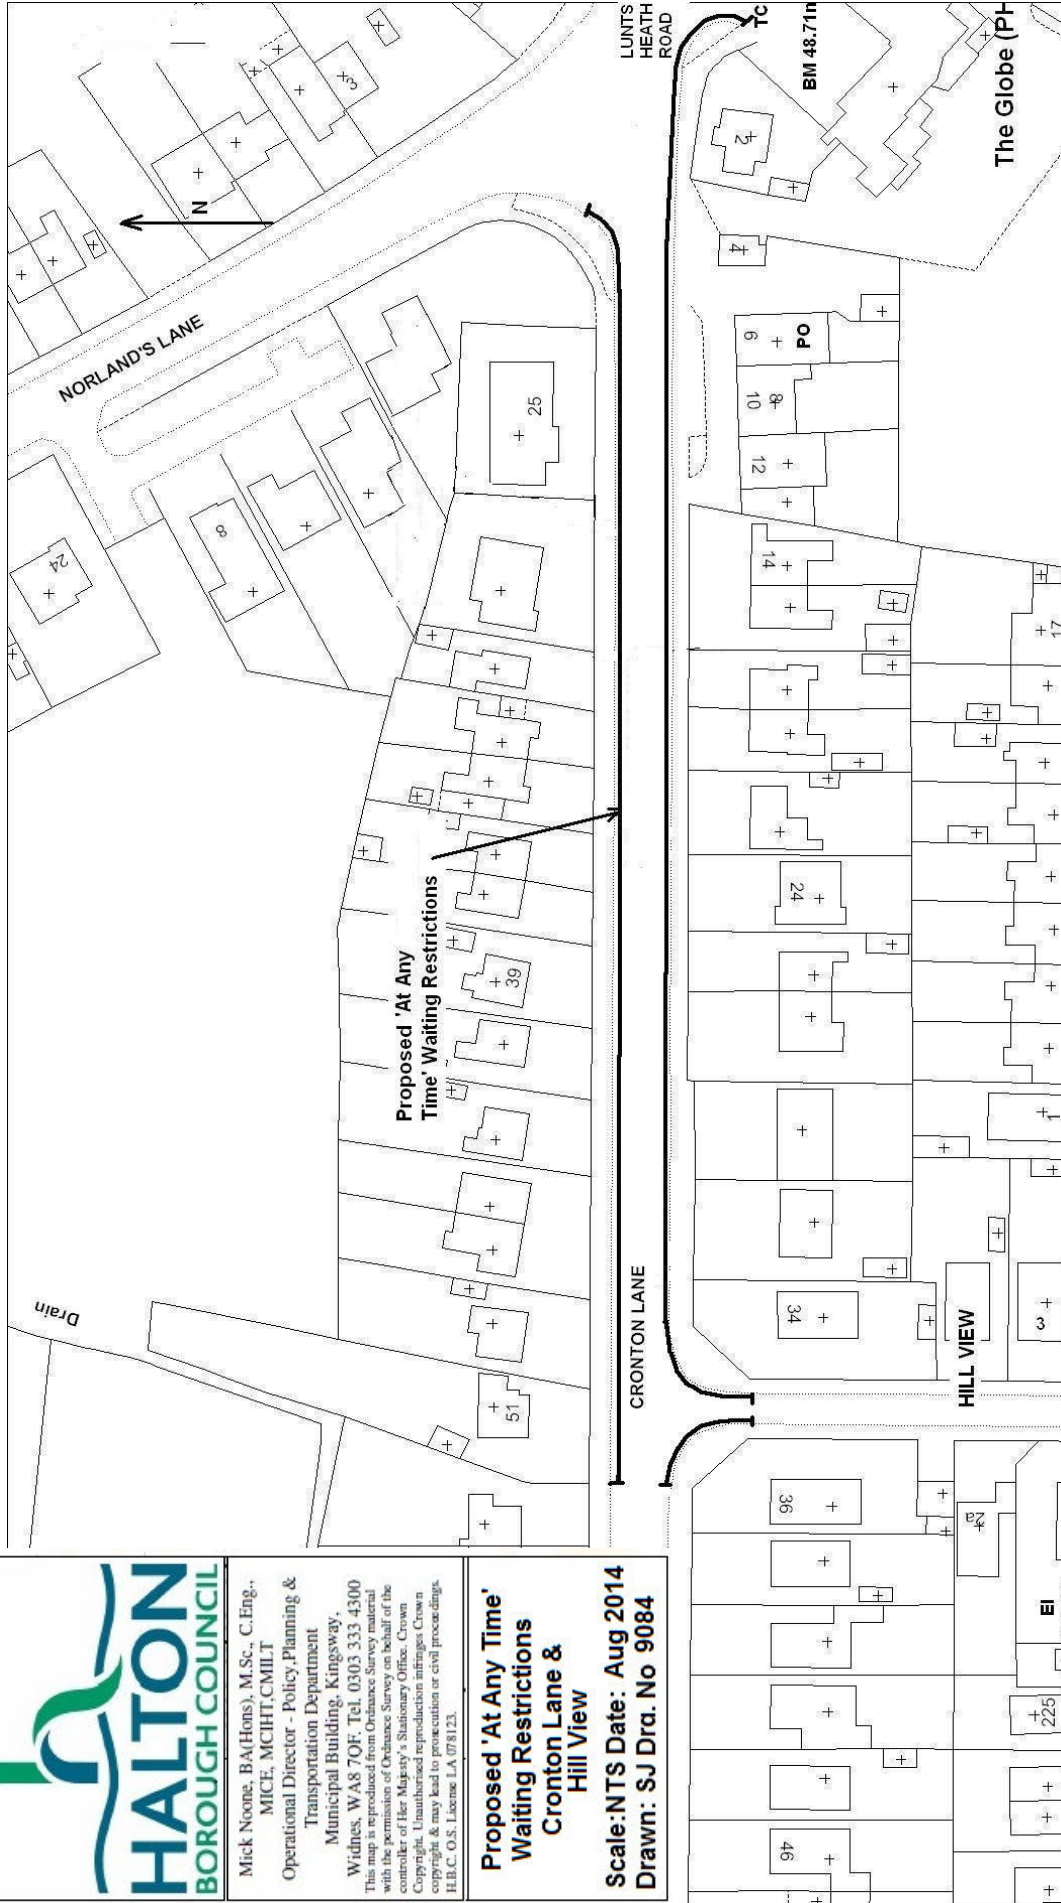 LUNTS
HEATH
ROAD
TC
BM 48.71m
The Globe (PH
N
NORLAND'S LANE
3
2
4
6
PO
8
10
12
14
25
8
24
17
24
39
Proposed 'At Any
Time' Waiting Restrictions
1
Drain
CRONTON LANE
34
HILL VIEW
3
51
36
2a
El
225
46
HALTON
BOROUGH COUNCIL
Mick Noone, BA(Hons), M.Sc., C.Eng.,
MICE, MCIHT,CMILT
Operational Director - Policy,Planning &
Transportation Department
Municipal Building, Kingsway,
Widnes, WA8 7QF. Tel. 0303 333 4300
This map is reproduced from Ordnance Survey material
with the permission of Ordnance Survey on behalf of the
controller of Her Majesty's Stationary Office. Crown
Copyright. Unauthorised reproduction infringes Crown
copyright & may lead to prosecution or civil proceedings.
H.B.C. O.S. License LA 078123.
Proposed 'At Any Time'
Waiting Restrictions
Cronton Lane &
Hill View
Scale:NTS Date: Aug 2014
Drawn: SJ Drg. No 9084